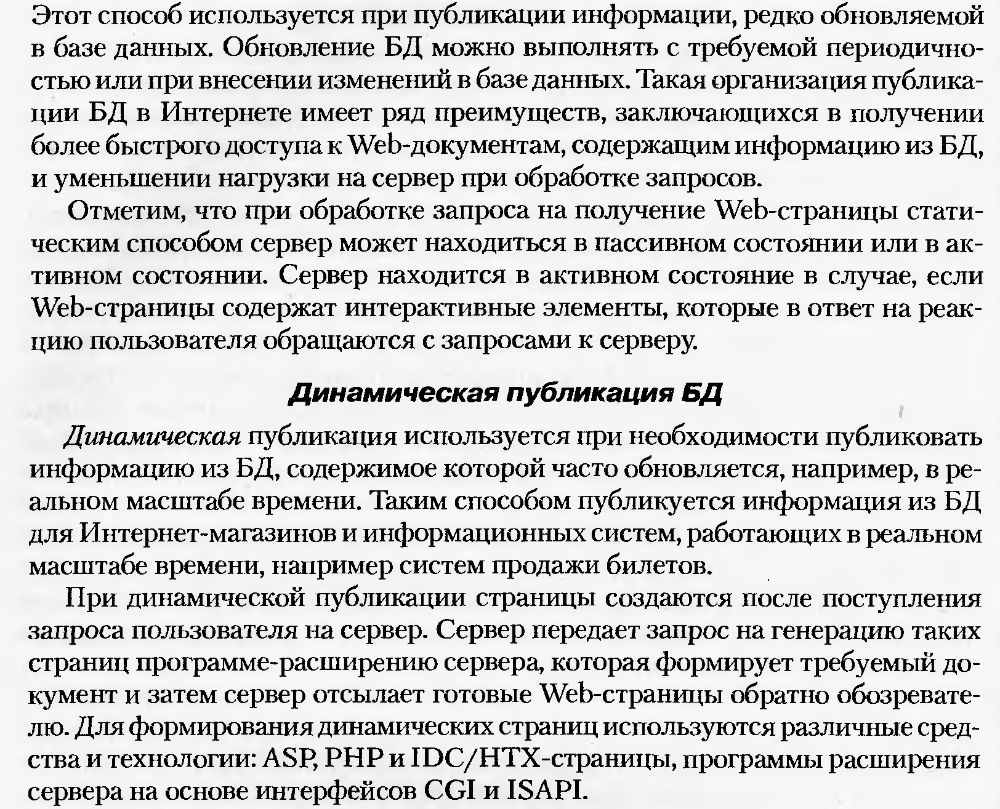 Этот способ используется при публикации информации, редко обновляемой
в базе данных. Обновление БД можно выполнять с требуемой периодично-
стью или при внесении изменений в базе данных. Такая организация публика-
ции БД в Интернете имеет ряд преимуществ, заключающихся в получении
более быстрого доступа к Web-документам, содержащим информацию из БД,
и уменьшении нагрузки на сервер при обработке запросов.
Отметим, что при обработке запроса на получение Web-страницы стати-
ческим способом сервер может находиться в пассивном состоянии или в ак-
тивном состоянии. Сервер находится в активном состояние в случае, если
Web-страницы содержат интерактивные элементы, которые в ответ на реак-
цию пользователя обращаются с запросами к серверу.
Динамическая публикация БД
Динамическая публикация используется при необходимости публиковать
информацию из БД, содержимое которой часто обновляется, например, в ре-
альном масштабе времени. Таким способом публикуется информация из БД
для Интернет-магазинов и информационных систем, работающих в реальном
масштабе времени, например систем продажи билетов.
При динамической публикации страницы создаются после поступления
запроса пользователя на сервер. Сервер передает запрос на генерацию таких
страниц программе-расширению сервера, которая формирует требуемый до-
кумент и затем сервер отсылает готовые Web-страницы обратно обозревате-
лю. Для формирования динамических страниц используются различные сред-
ства и технологии: ASP, PHP и IDC/HTX-страницы, программы расширения
сервера на основе интерфейсов CGI и ISAPI.